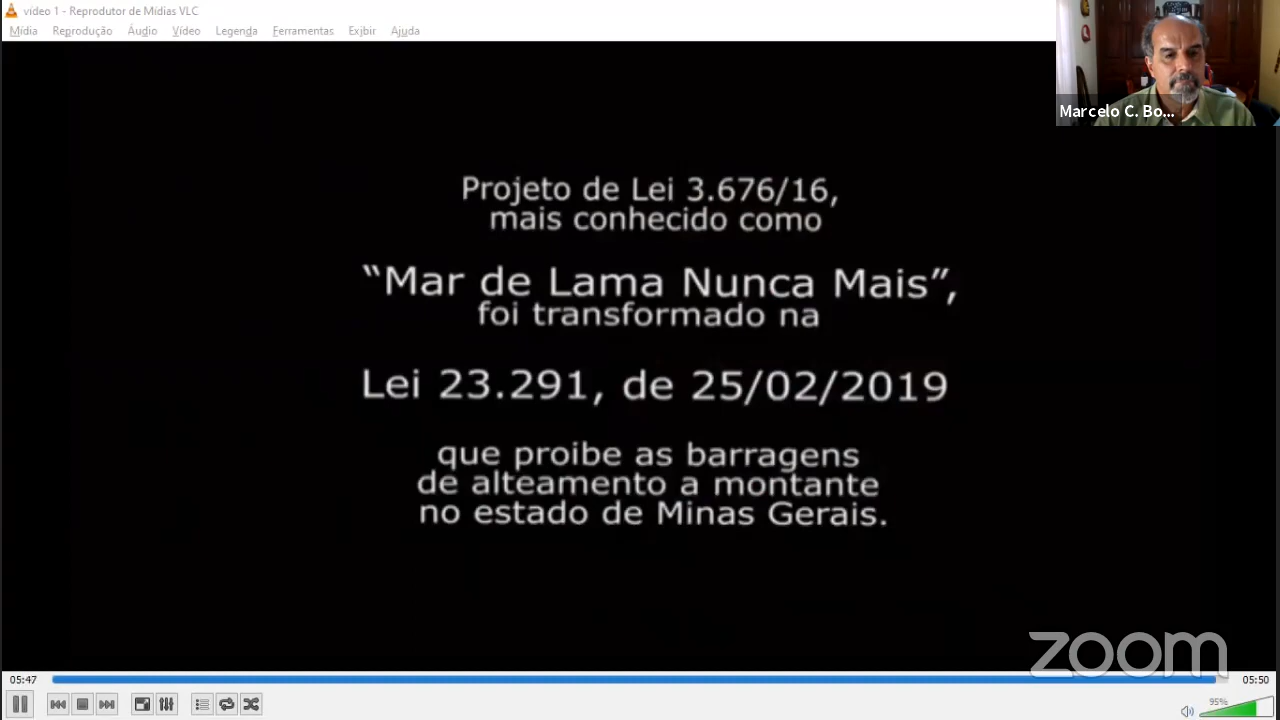 vídeo 1 - Reprodutor de Mídias VLC
Mídia Reprodução Áudio Vídeo Legenda Ferramentas Exibir Ajuda
Marcelo C. Bo...
Projeto de Lei 3.676/16,
mais conhecido como
“Mar de Lama Nunca Mais”,
foi transformado na
Lei 23.291, de 25/02/2019
que proibe as barragens
de alteamento a montante
no estado de Minas Gerais.
zoom
05:47 05:50
95%